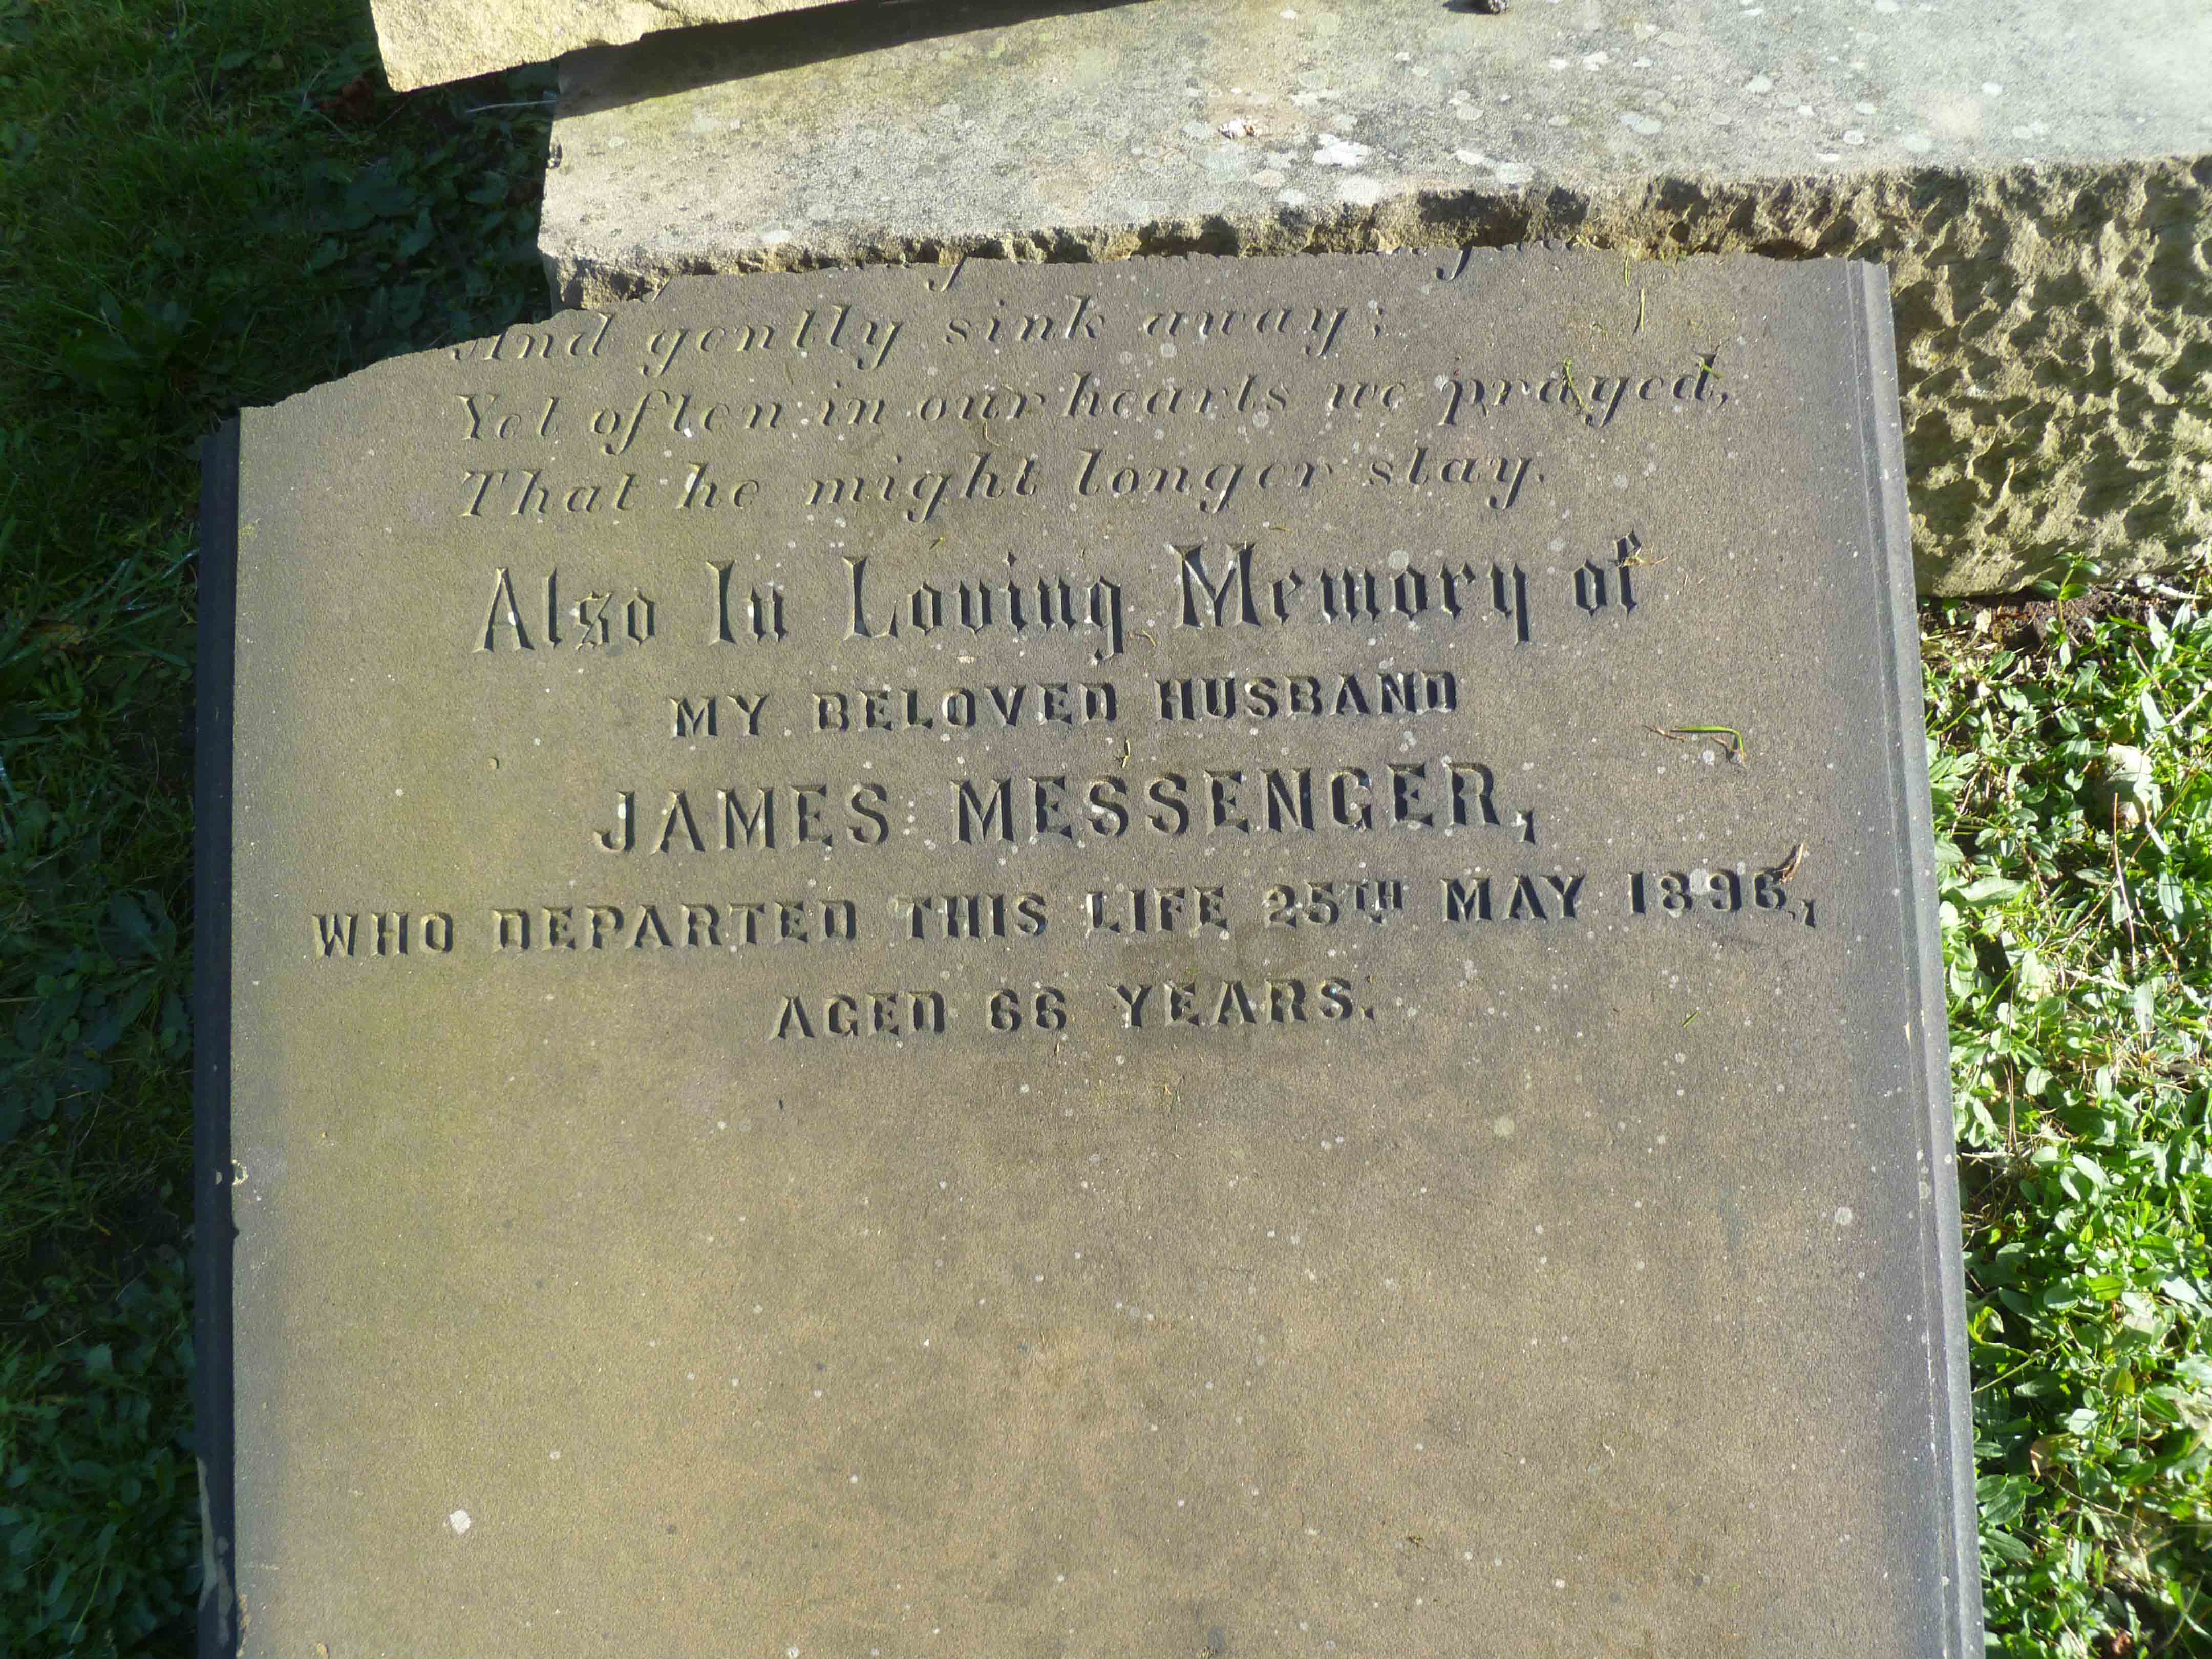 And gently sink away;
Yet often in our hearts we prayed,
That he might longer stay.
Also In Loving Memory of
MY BELOVED HUSBAND
JAMES MESSENGER,
WHO DEPARTED THIS LIFE 25TH MAY 1896,
AGED 66 YEARS.